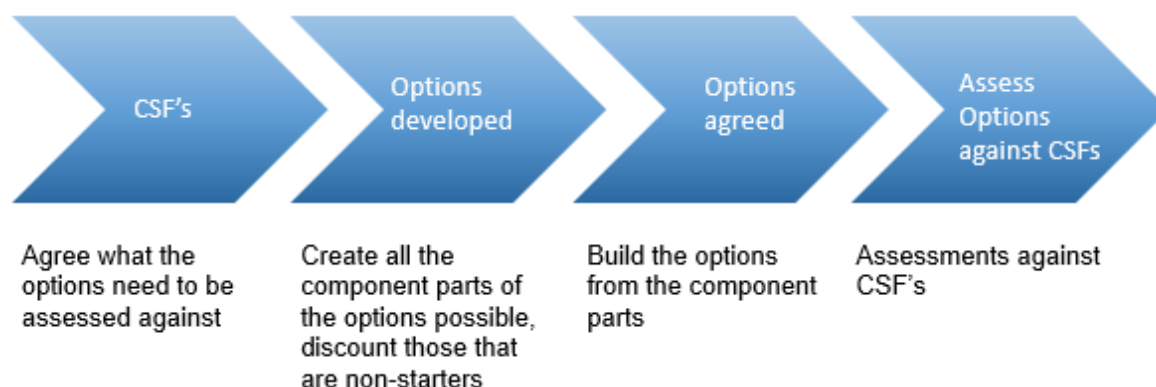 CSF's
Options
developed
Options
agreed
Assess
Options
against CSFs
Agree what the
options need to be
assessed against
Create all the
component parts of
the options possible,
discount those that
are non-starters
Build the options
from the component
parts
Assessments against
CSF's